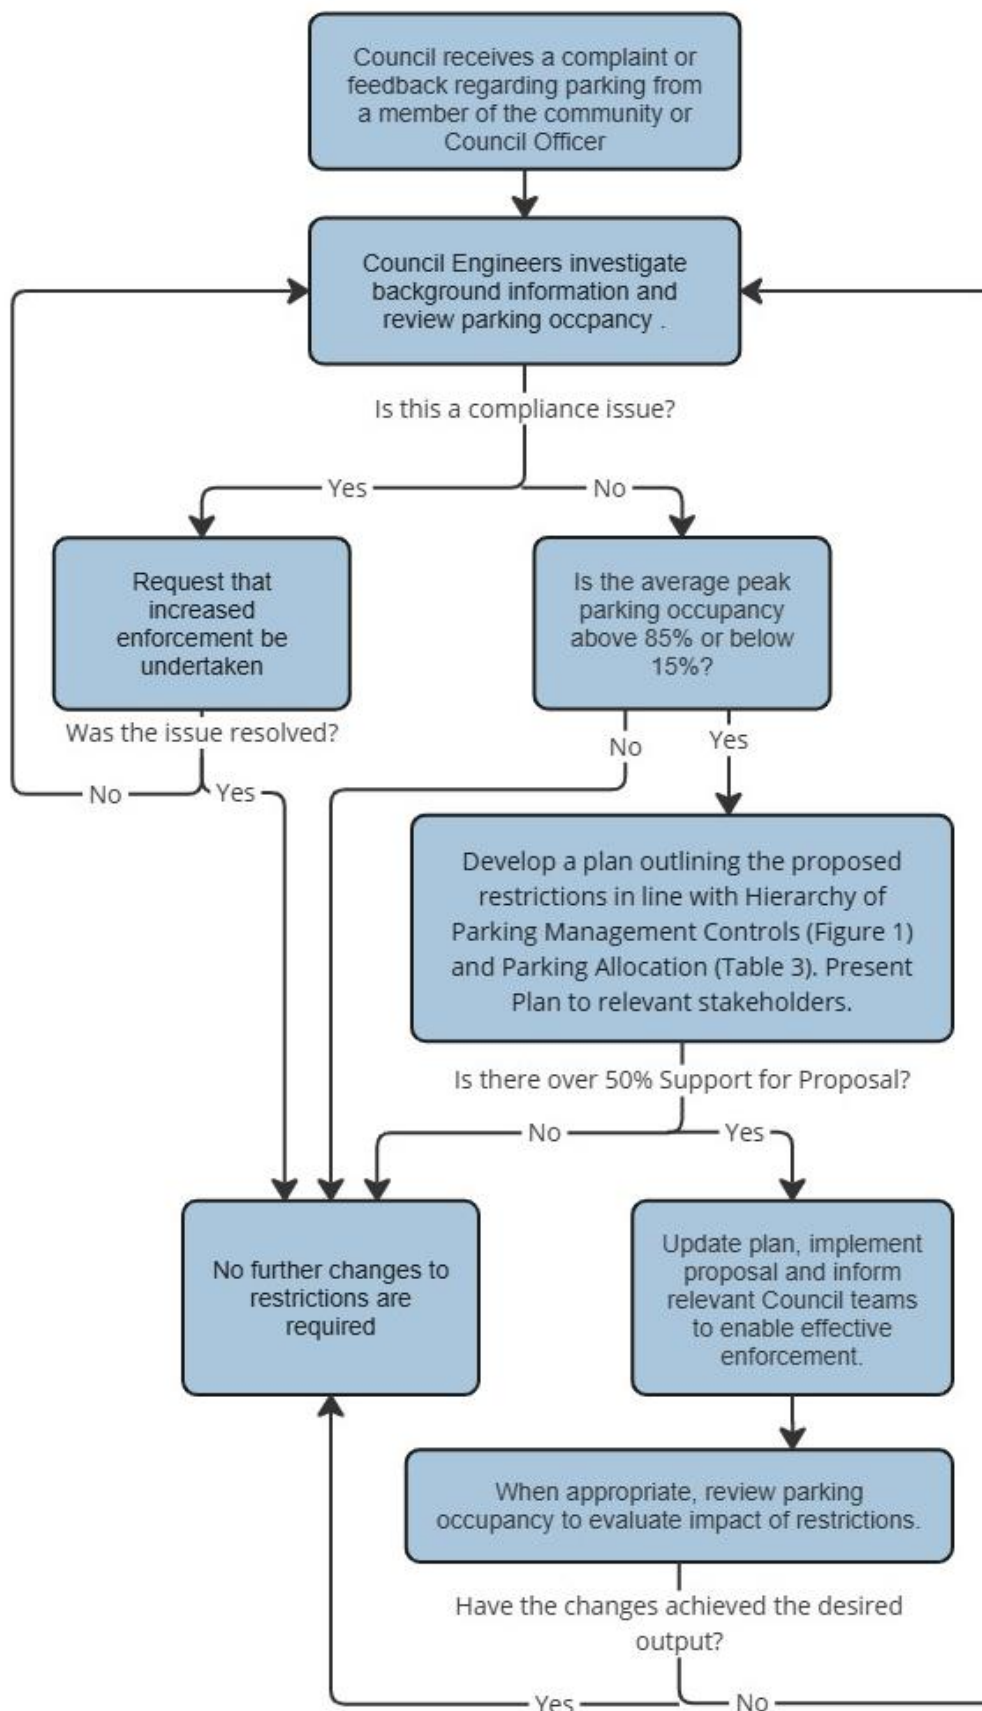 Council receives a complaint or
feedback regarding parking from
a member of the community or
Council Officer
Council Engineers investigate
background information and
review parking occpancy .
Is this a compliance issue?
Yes
No
Request that
increased
enforcement be
undertaken
Is the average peak
parking occupancy
above 85% or below
15%?
Was the issue resolved?
No
Yes
No
Yes
Develop a plan outlining the proposed
restrictions in line with Hierarchy of
Parking Management Controls (Figure 1)
and Parking Allocation (Table 3). Present
Plan to relevant stakeholders.
Is there over 50% Support for Proposal?
No
Yes
No further changes to
restrictions are
required
Update plan, implement
proposal and inform
relevant Council teams
to enable effective
enforcement.
When appropriate, review parking
occupancy to evaluate impact of restrictions.
Have the changes achieved the desired
output?
Yes
No